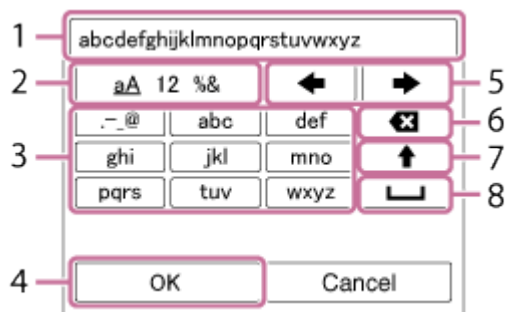 1 abcdefghijklmnopqrstuvwxyz
2 aA 12 %& 5
.-_@ abc def 6
3 ghi jkl mno 7
pqrs tuv wxyz 8
4 OK Cancel